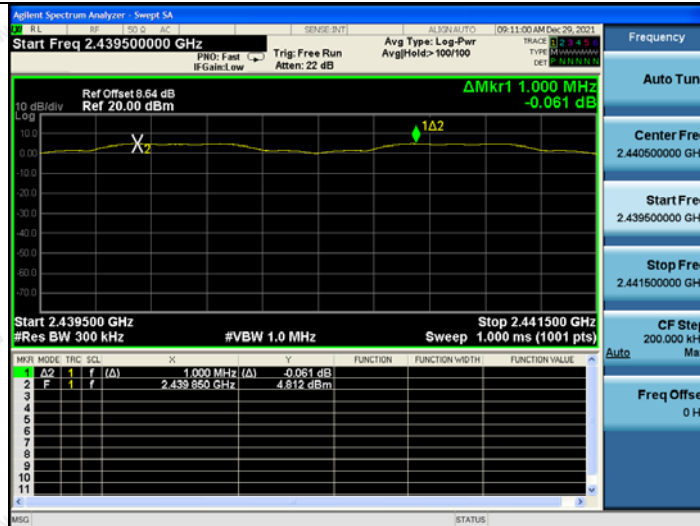 Agilent Spectrum Analyzer - Swept SA
RL RF 50 Ω AC SENSE:INT ALIGN AUTO 09:11:00 AM Dec 29, 2021
Start Freq 2.439500000 GHz
PNO: Fast
IFGain:Low
Trig: Free Run
Atten: 22 dB
Avg Type: Log-Pwr
Avg|Hold:>100/100
TRACE 1 2 3 4 5 6
TYPE M
DET P N N N N N
Ref Offset 8.64 dB
Ref 20.00 dBm
ΔMkr1 1.000 MHz
-0.061 dB
10 dB/div
Log
10.0
0.00
-10.0
-20.0
-30.0
-40.0
-50.0
-60.0
-70.0
X2
1Δ2
Start 2.439500 GHz Stop 2.441500 GHz
#Res BW 300 kHz #VBW 1.0 MHz Sweep 1.000 ms (1001 pts)
MKR MODE TRC SCL X Y FUNCTION FUNCTION WIDTH FUNCTION VALUE
1 Δ2 1 f (Δ) 1.000 MHz (Δ) -0.061 dB
2 F 1 f 2.439 850 GHz 4.812 dBm
3
4
5
6
7
8
9
10
11
MSG STATUS
Frequency
Auto Tun
Center Fre
2.440500000 GH
Start Fre
2.439500000 GH
Stop Fre
2.441500000 GH
CF Step
200.000 kH
Auto Ma
Freq Offse
0 H